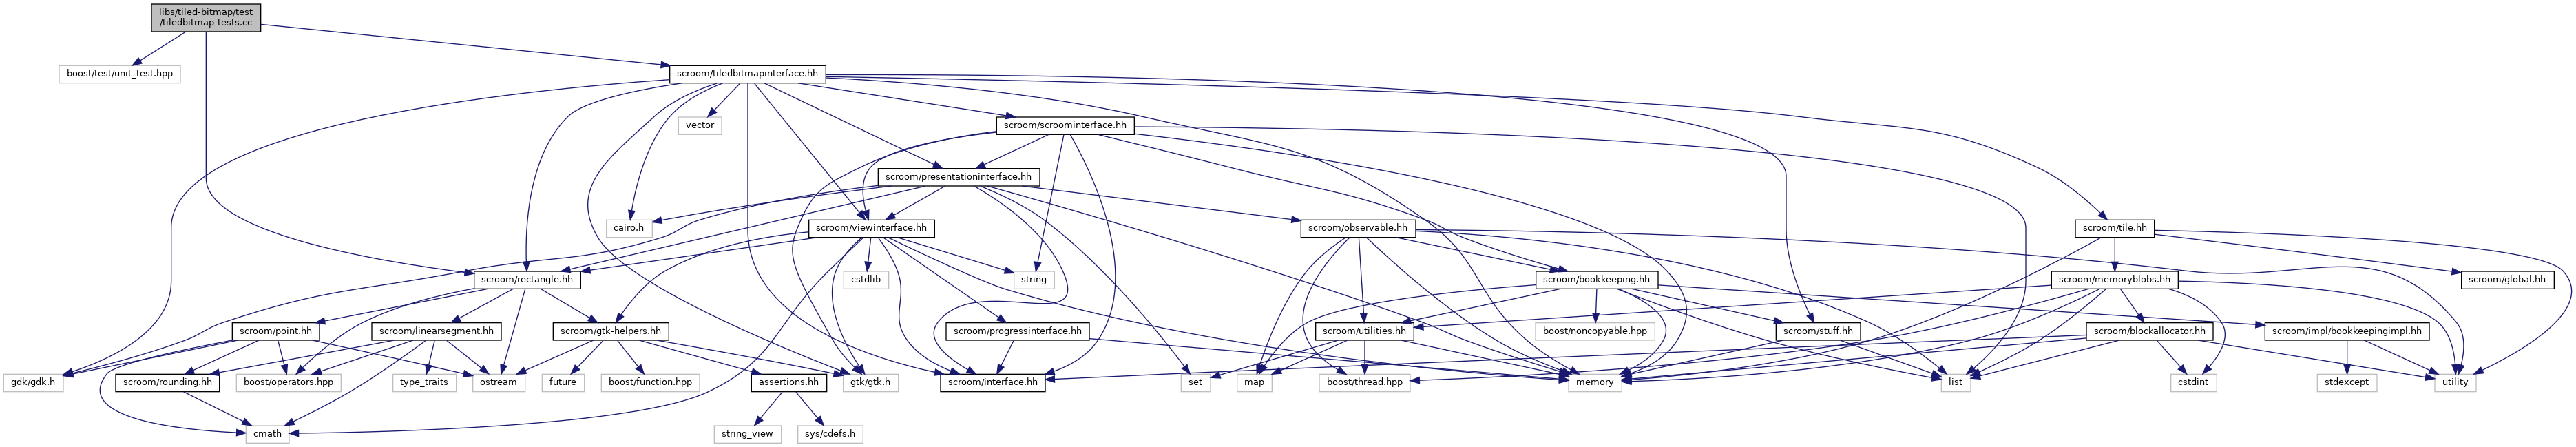 libs/tiled-bitmap/test
/tiledbitmap-tests.cc
boost/test/unit_test.hpp
scroom/tiledbitmapinterface.hh
vector
scroom/scroominterface.hh
scroom/presentationinterface.hh
cairo.h
scroom/viewinterface.hh
scroom/observable.hh
scroom/tile.hh
scroom/rectangle.hh
cstdlib
string
scroom/bookkeeping.hh
scroom/memoryblobs.hh
scroom/global.hh
scroom/point.hh
scroom/linearsegment.hh
scroom/gtk-helpers.hh
scroom/progressinterface.hh
scroom/utilities.hh
boost/noncopyable.hpp
scroom/stuff.hh
scroom/blockallocator.hh
scroom/impl/bookkeepingimpl.hh
gdk/gdk.h
scroom/rounding.hh
boost/operators.hpp
type_traits
ostream
future
boost/function.hpp
assertions.hh
gtk/gtk.h
scroom/interface.hh
set
map
boost/thread.hpp
memory
list
cstdint
stdexcept
utility
cmath
string_view
sys/cdefs.h